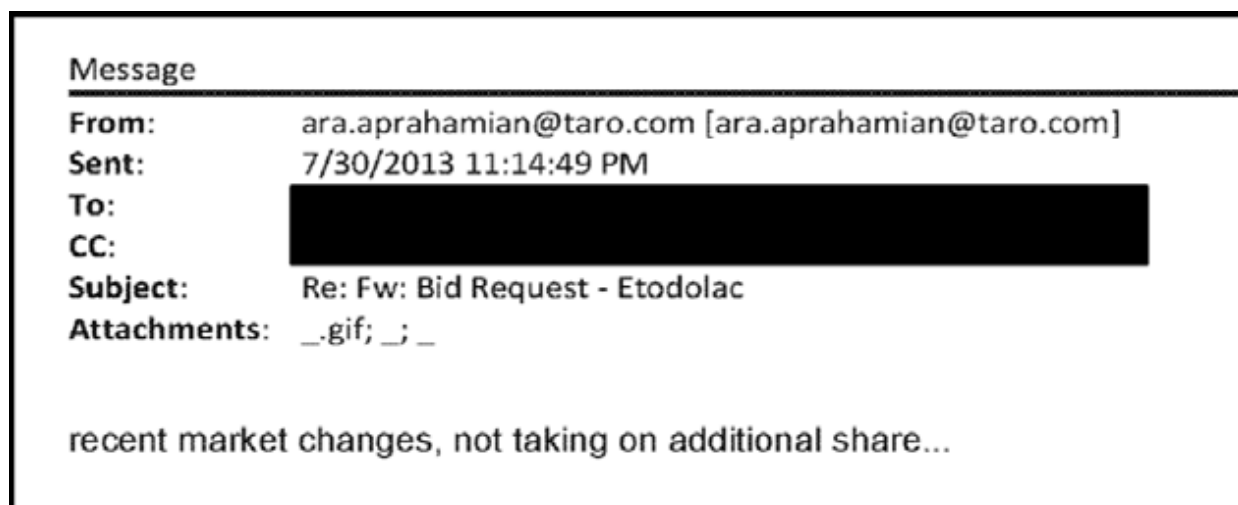 Message
From: ara.aprahamian@taro.com [ara.aprahamian@taro.com]
Sent: 7/30/2013 11:14:49 PM
To:
CC:
Subject: Re: Fw: Bid Request - Etodolac
Attachments: _.gif; _; _
recent market changes, not taking on additional share...